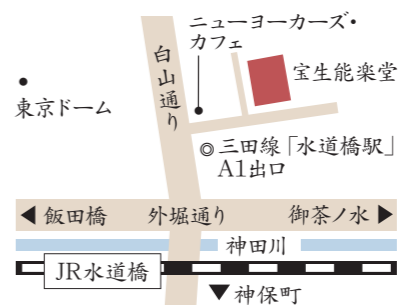 ニューヨーカーズ・
カフェ
白山通り
宝生能楽堂
東京ドーム
◎三田線「水道橋駅」
A1出口
◀飯田橋
外堀通り
御茶ノ水▶
神田川
JR水道橋
▼神保町